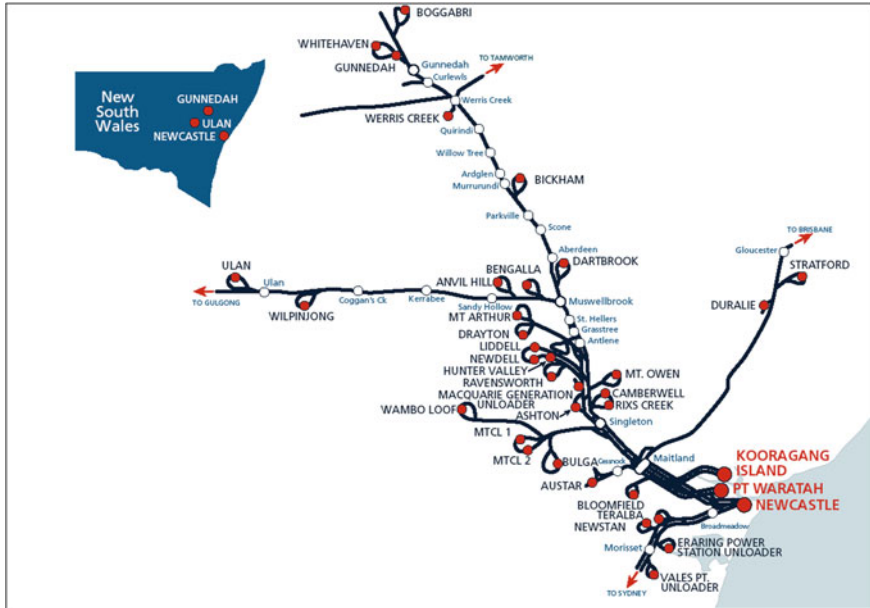 BOGGABRI
WHITEHAVEN
GUNNEDAH
Gunnedah
Curlewis
TO TAMWORTH
Werris Creek
WERRIS CREEK
Quirindi
Willow Tree
Ardglen
Murrurundi
BICKHAM
Parkville
Scone
Aberdeen
DARTBROOK
New
South
Wales
GUNNEDAH
ULAN
NEWCASTLE
TO BRISBANE
Gloucester
STRATFORD
DURALIE
ULAN
Ulan
TO GULGONG
WILPINJONG
Coggan's Ck
Kerrabee
ANVIL HILL
BENGALLA
Sandy Hollow
Muswellbrook
MT ARTHUR
St. Hellers
Grasstree
Antlene
DRAYTON
LIDDELL
NEWDELL
HUNTER VALLEY
RAVENSWORTH
MACQUARIE GENERATION
UNLOADER
MT. OWEN
CAMBERWELL
RIXS CREEK
WAMBO LOOF
ASHTON
Singleton
MTCL 1
MTCL 2
BULGA
Cessnock
Maitland
AUSTAR
KOORAGANG
ISLAND
PT WARATAH
NEWCASTLE
BLOOMFIELD
TERALBA
NEWSTAN
Broadmeadow
Morisset
ERARING POWER
STATION UNLOADER
VALES PT.
UNLOADER
TO SYDNEY